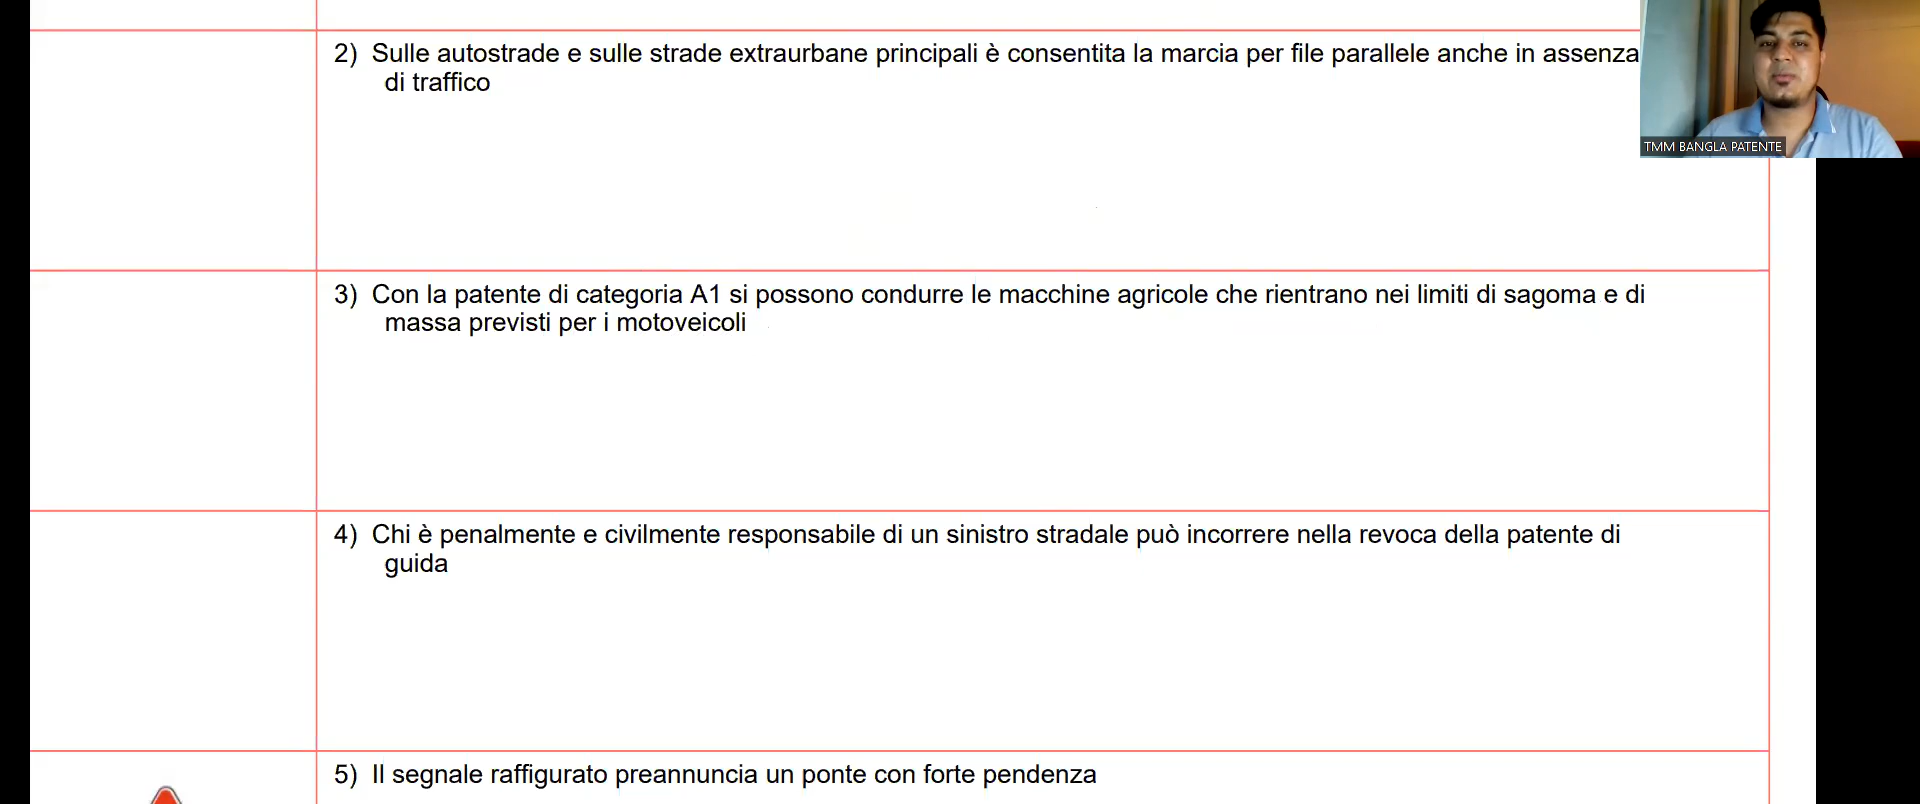 2) Sulle autostrade e sulle strade extraurbane principali è consentita la marcia per file parallele anche in assenza
di traffico
TMM BANGLA PATENTE
3) Con la patente di categoria A1 si possono condurre le macchine agricole che rientrano nei limiti di sagoma e di
massa previsti per i motoveicoli
4) Chi è penalmente e civilmente responsabile di un sinistro stradale può incorrere nella revoca della patente di
guida
5) Il segnale raffigurato preannuncia un ponte con forte pendenza